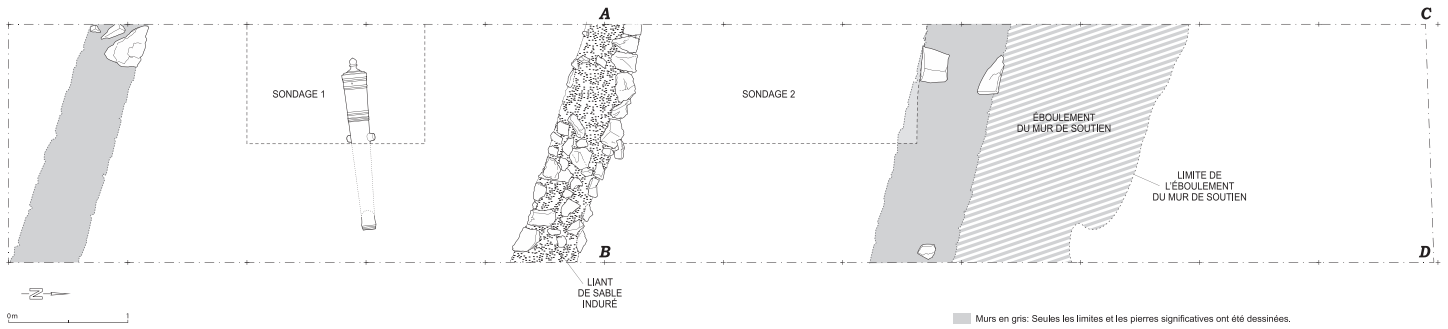 A
C
SONDAGE 1
SONDAGE 2
ÉBOULEMENT
DU MUR DE SOUTIEN
LIMITE DE
L'ÉBOULEMENT
DU MUR DE SOUTIEN
B
D
LIANT
DE SABLE
INDURÉ
N
0m
1
Murs en gris: Seules les limites et les pierres significatives ont été dessinées.